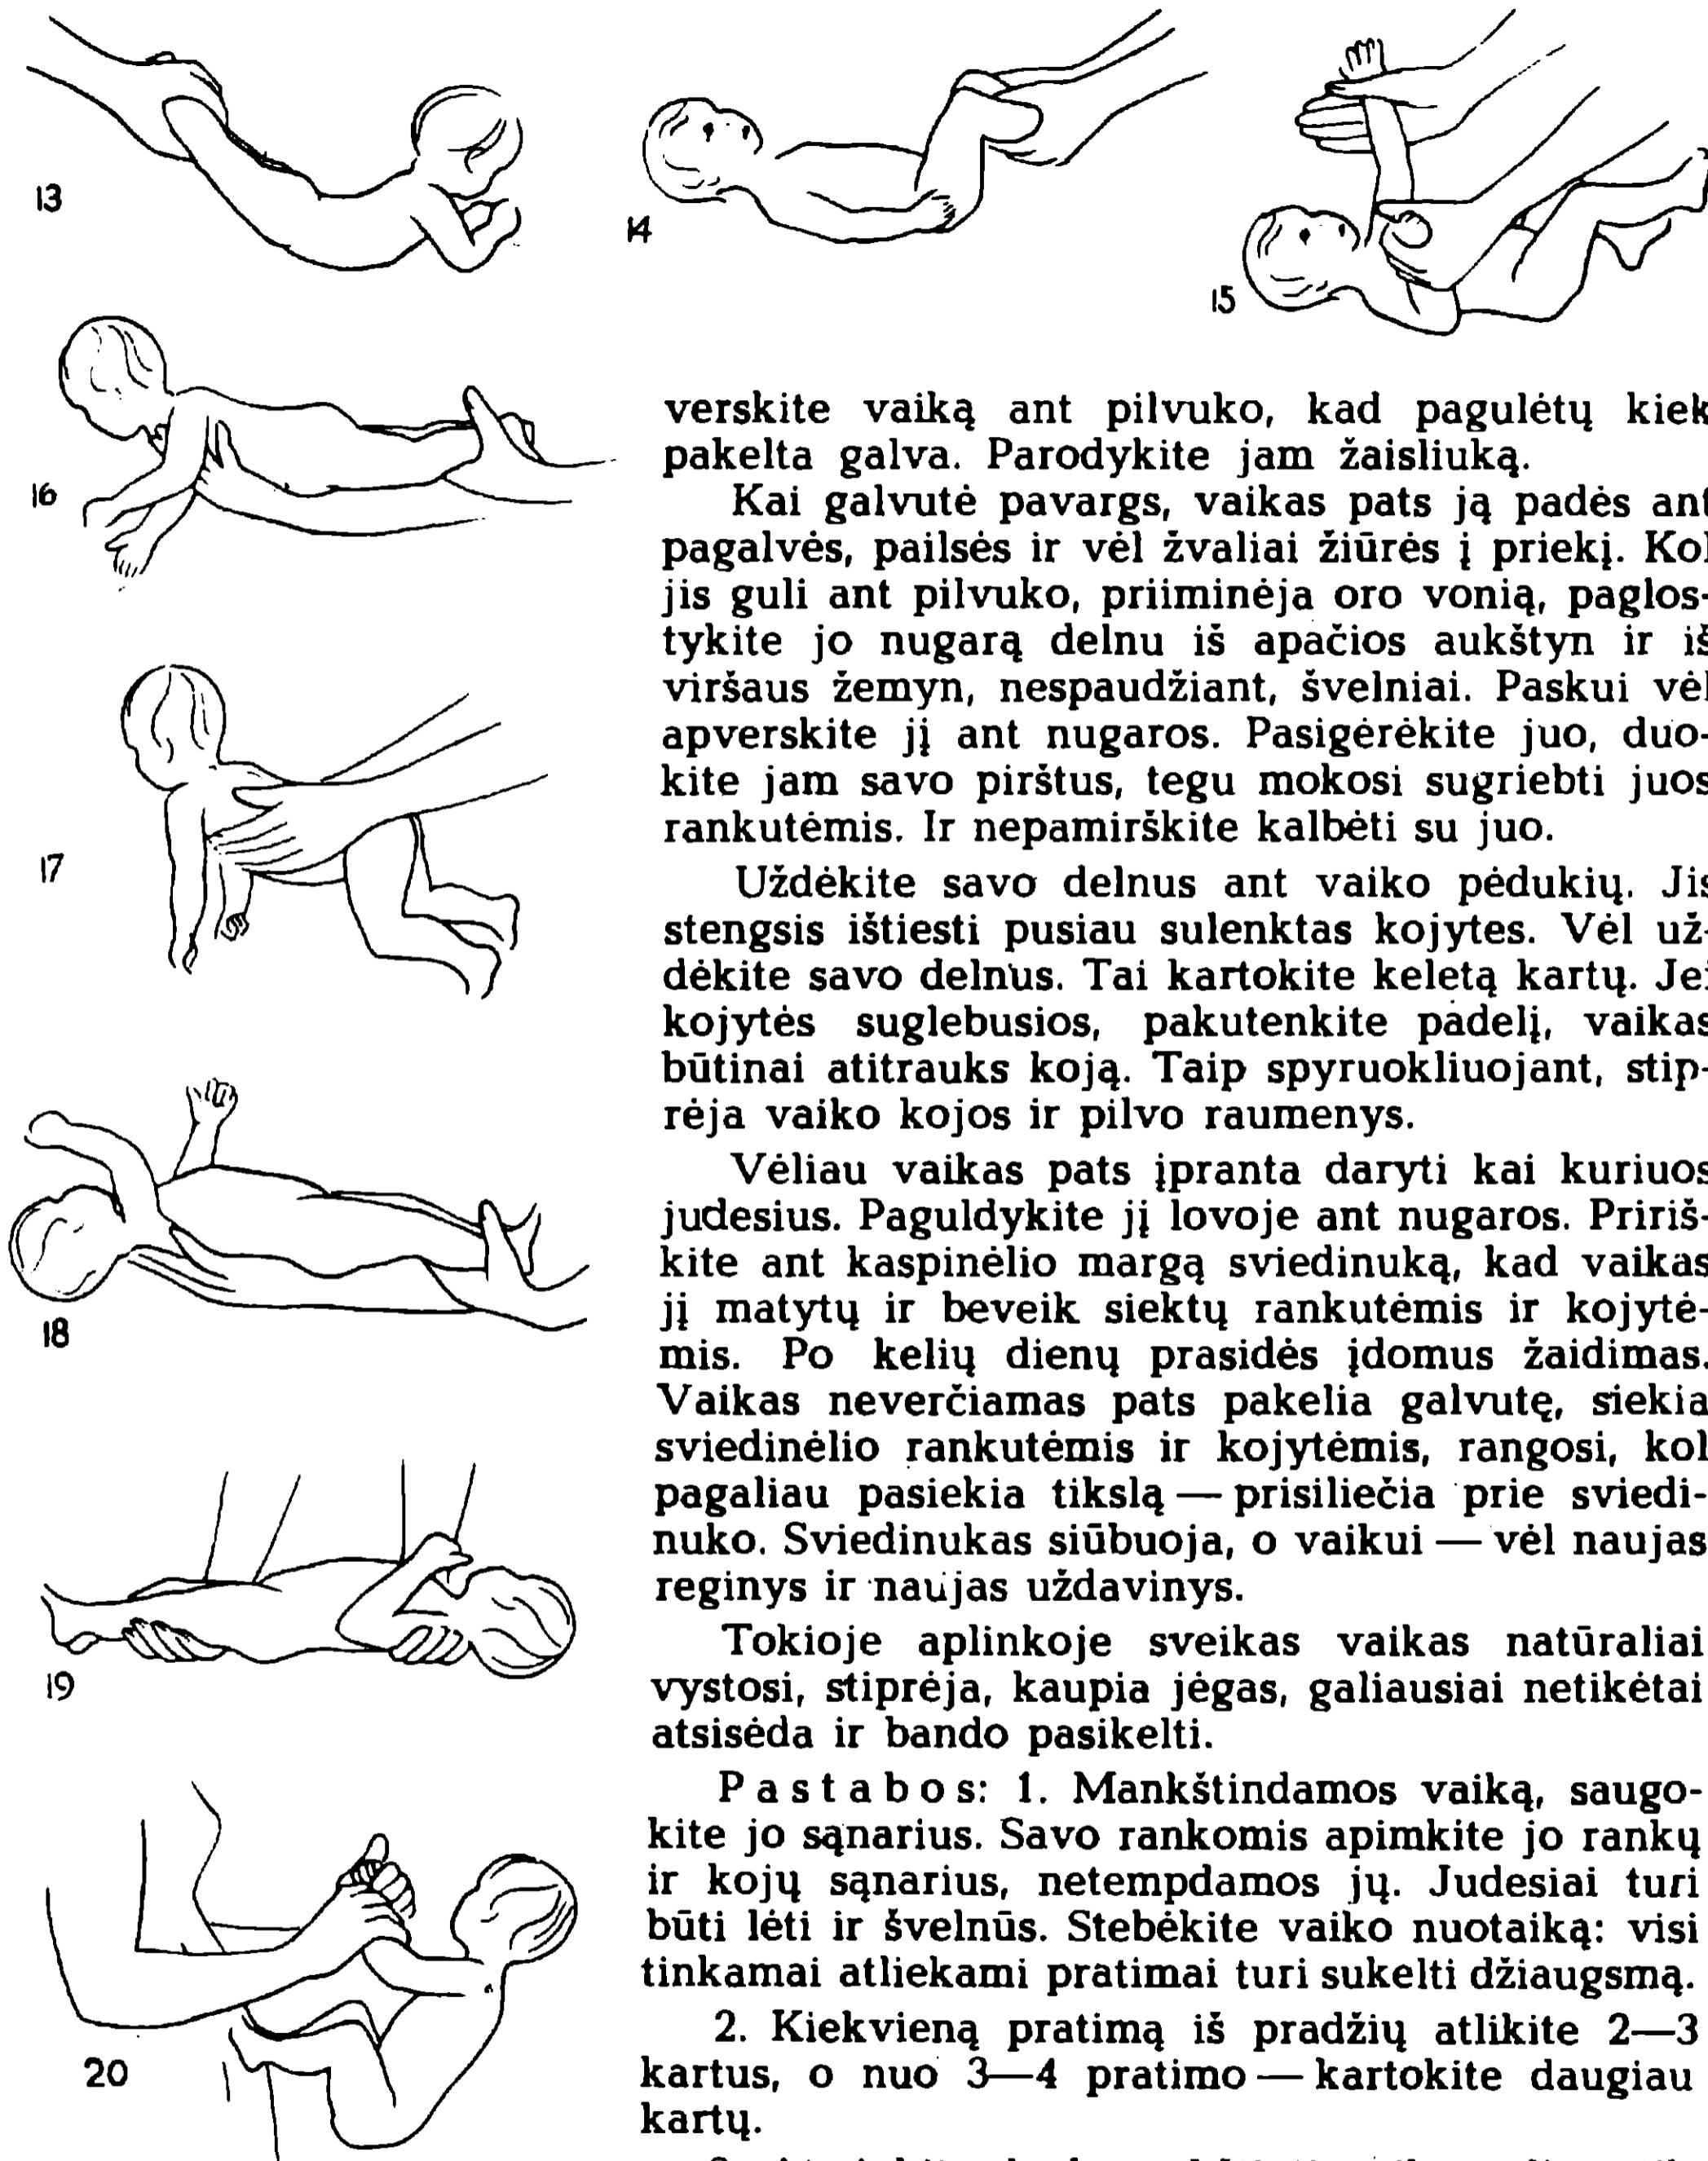 13
14
15
16
17
18
19
20
verskite vaiką ant pilvuko, kad pagulėtų kiek
pakelta galva. Parodykite jam žaisliuką.
Kai galvutė pavargs, vaikas pats ją padės ant
pagalvės, pailsės ir vėl žvaliai žiūrės į priekį. Kol
jis guli ant pilvuko, priiminėja oro vonią, paglos-
tykite jo nugarą delnu iš apačios aukštyn ir iš
viršaus žemyn, nespaudžiant, švelniai. Paskui vėl
apverskite jį ant nugaros. Pasigėrėkite juo, duo-
kite jam savo pirštus, tegu mokosi sugriebti juos
rankutėmis. Ir nepamirškite kalbėti su juo.
Uždėkite savo delnus ant vaiko pėdukių. Jis
stengsis ištiesti pusiau sulenktas kojytes. Vėl už-
dėkite savo delnus. Tai kartokite keletą kartų. Jei
kojytės suglebusios, pakutenkite padelį, vaikas
būtinai atitrauks koją. Taip spyruokliuojant, stip-
rėja vaiko kojos ir pilvo raumenys.
Vėliau vaikas pats įpranta daryti kai kuriuos
judesius. Paguldykite jį lovoje ant nugaros. Pririš-
kite ant kaspinėlio margą sviedinuką, kad vaikas
jį matytų ir beveik siektų rankutėmis ir kojytė-
mis. Po kelių dienų prasidės įdomus žaidimas.
Vaikas neverčiamas pats pakelia galvutę, siekia
sviedinėlio rankutėmis ir kojytėmis, rangosi, kol
pagaliau pasiekia tikslą — prisiliečia prie sviedi-
nuko. Sviedinukas siūbuoja, o vaikui — vėl naujas
reginys ir naujas uždavinys.
Tokioje aplinkoje sveikas vaikas natūraliai
vystosi, stiprėja, kaupia jėgas, galiausiai netikėtai
atsisėda ir bando pasikelti.
Pastabos: 1. Mankštindamos vaiką, saugo-
kite jo sąnarius. Savo rankomis apimkite jo rankų
ir kojų sąnarius, netempdamos jų. Judesiai turi
būti lėti ir švelnūs. Stebėkite vaiko nuotaiką: visi
tinkamai atliekami pratimai turi sukelti džiaugsmą.
2. Kiekvieną pratimą iš pradžių atlikite 2—3
kartus, o nuo 3—4 pratimo — kartokite daugiau
kartų.